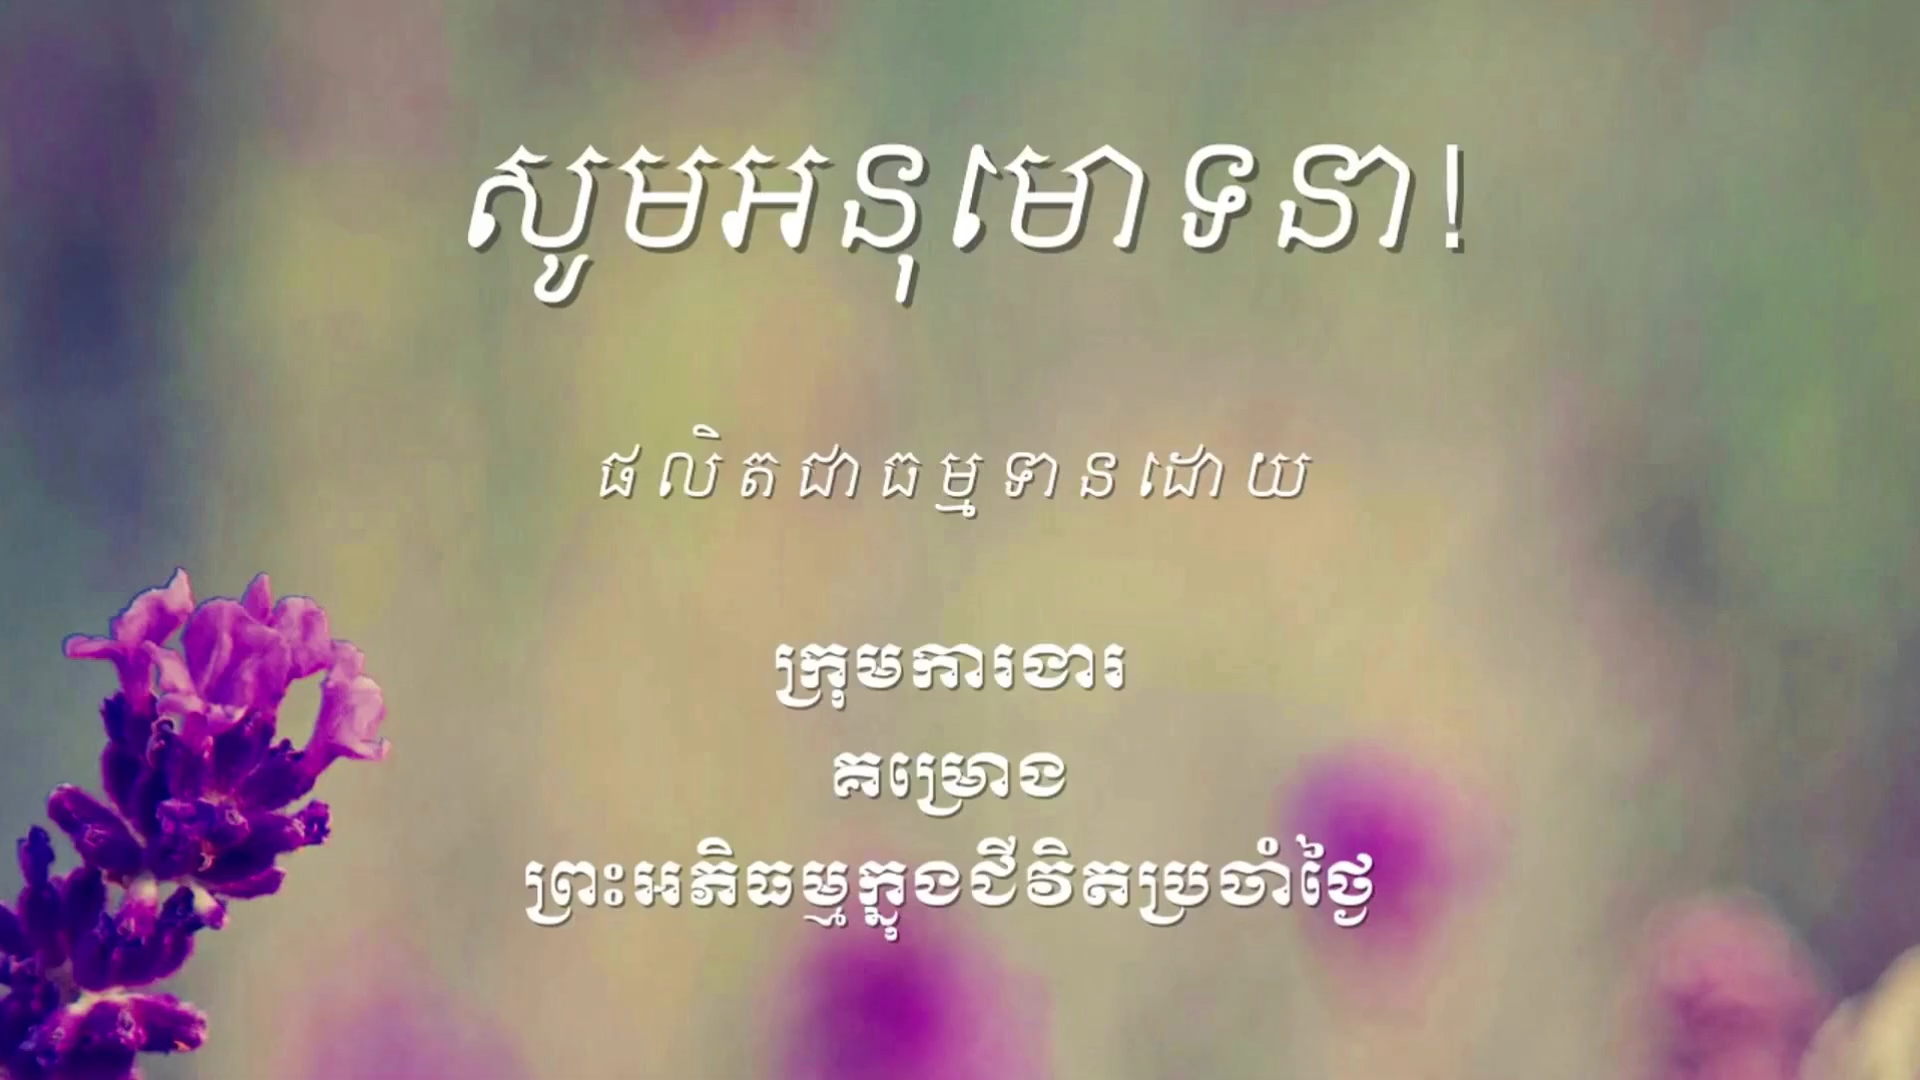 សូមអនុមោទនា!
ផលិតជាធម្មទានដោយ
ក្រុមការងារ
គម្រោង
ព្រះអភិធម្មក្នុងជីវិតប្រចាំថ្ងៃ